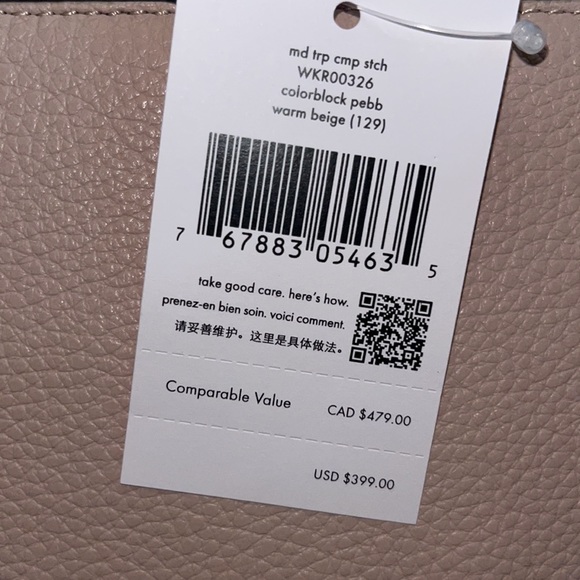 md trp cmp stch
WKR00326
colorblock pebb
warm beige (129)
7 67883 05463 5
take good care. here's how.
prenez-en bien soin. voici comment.
请妥善维护。这里是具体做法。
Comparable Value CAD $479.00
USD $399.00